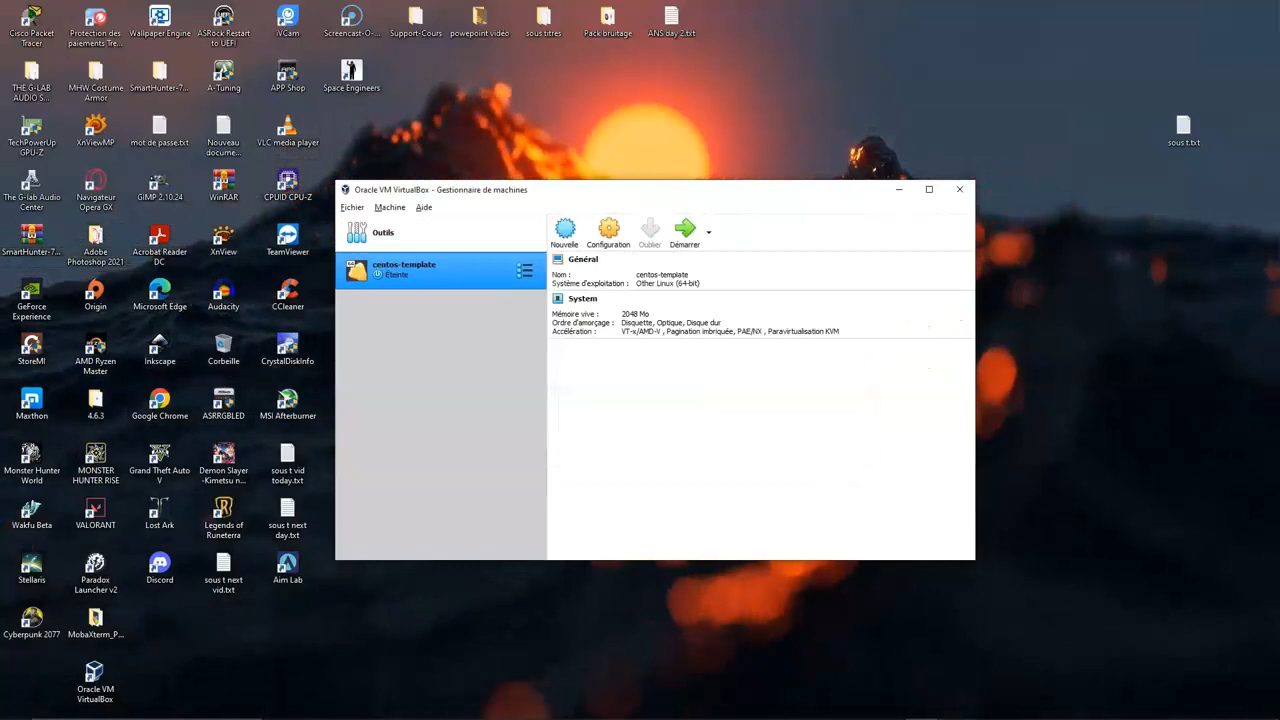 Cisco Packet
Tracer
Protection des
paiements Tre...
Wallpaper Engine
ASRock Restart
to UEFI
iVCam
Screencast-O-...
Support-Cours
powepoint vidéo
sous titres
Pack bruitage
ANS day 2.txt
THE G-LAB
AUDIO S...
MHW Costume
Armor
SmartHunter-7...
A-Tuning
APP Shop
Space Engineers
TechPowerUp
GPU-Z
XnViewMP
mot de passe.txt
Nouveau
docume...
VLC media player
sous t.txt
The G-lab Audio
Center
Navigateur
Opera GX
GIMP 2.10.24
WinRAR
CPUID CPU-Z
SmartHunter-7...
Adobe
Photoshop 2021
Acrobat Reader
DC
XnView
TeamViewer
GeForce
Experience
Origin
Microsoft Edge
Audacity
CCleaner
StoreMI
AMD Ryzen
Master
Inkscape
Corbeille
CrystalDiskInfo
Maxthon
4.6.3
Google Chrome
ASRRGBLED
MSI Afterburner
Monster Hunter
World
MONSTER
HUNTER RISE
Grand Theft Auto
V
Demon Slayer
-Kimetsu n...
sous t vid
today.txt
Wakfu Beta
VALORANT
Lost Ark
Legends of
Runeterra
sous t next
day.txt
Stellaris
Paradox
Launcher v2
Discord
sous t next
vid.txt
Aim Lab
Cyberpunk 2077
MobaXterm_P...
Oracle VM
VirtualBox
Oracle VM VirtualBox - Gestionnaire de machines
Fichier Machine Aide
Outils
Nouvelle Configuration Oublier Démarrer
centos-template
Éteinte
Général
Nom : centos-template
Système d'exploitation : Other Linux (64-bit)
System
Mémoire vive : 2048 Mo
Ordre d'amorçage : Disquette, Optique, Disque dur
Accélération : VT-x/AMD-V , Pagination imbriquée, PAE/NX , Paravirtualisation KVM